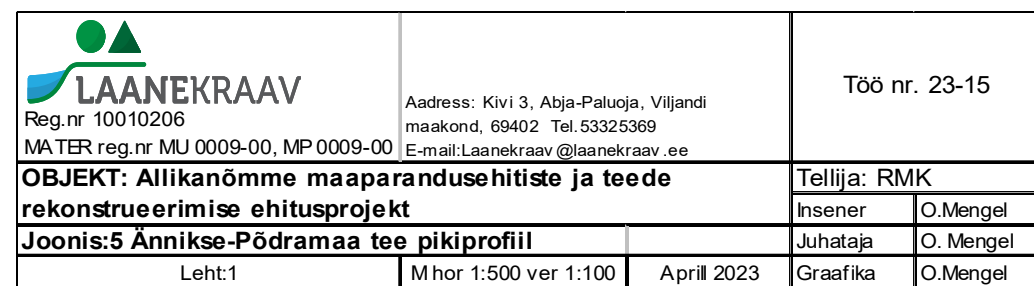 LAANEKRAAV
Reg.nr 10010206
MATER reg.nr MU 0009-00, MP 0009-00
Aadress: Kivi 3, Abja-Paluoja, Viljandi
maakond, 69402 Tel.53325369
E-mail:Laanekraav@laanekraav.ee
Töö nr. 23-15
OBJEKT: Allikanõmme maaparandusehitiste ja teede
rekonstrueerimise ehitusprojekt
Tellija: RMK
Insener O.Mengel
Joonis:5 Ännikse-Põdramaa tee pikiprofiil
Juhataja O. Mengel
Leht:1 M hor 1:500 ver 1:100 Aprill 2023 Graafika O.Mengel